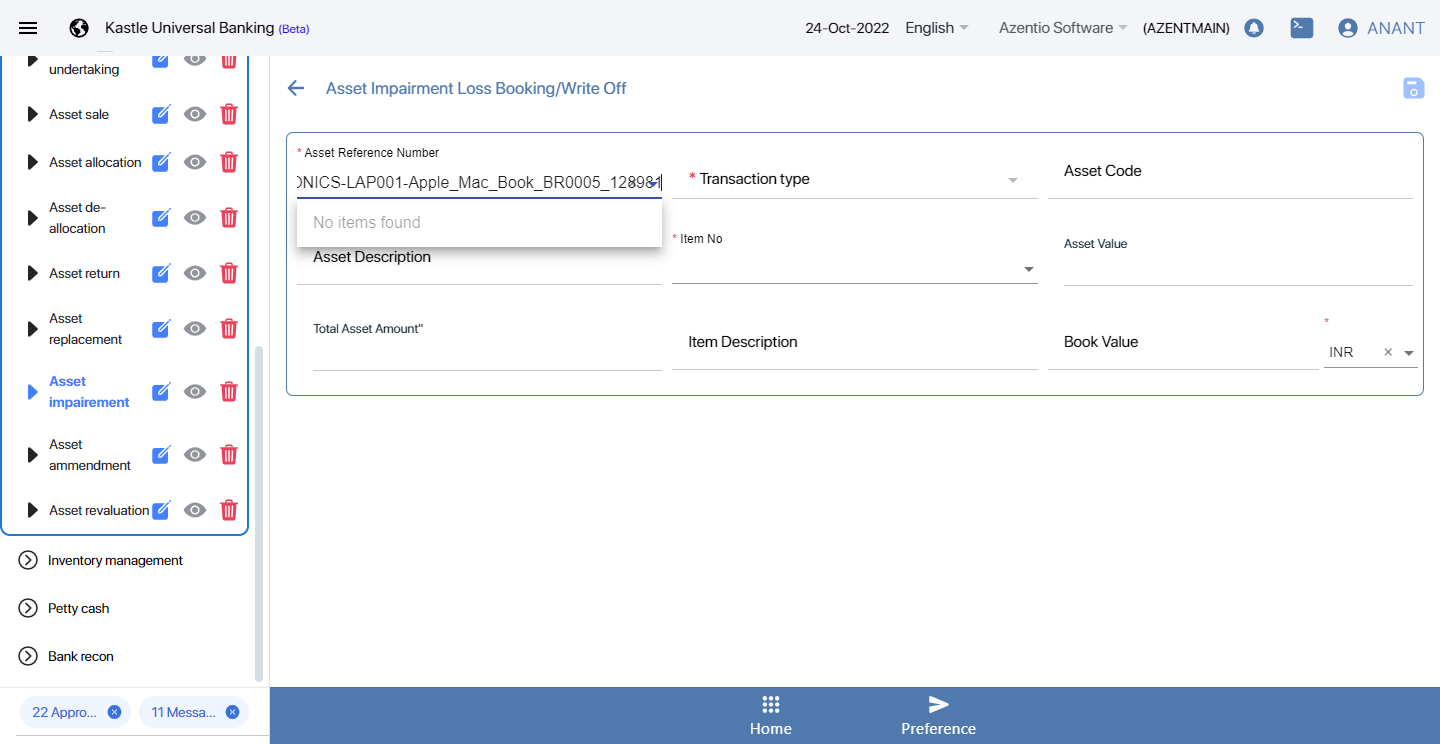 Kastle Universal Banking (Beta)
24-Oct-2022
English
Azentio Software
(AZENTMAIN)
ANANT
undertaking
Asset sale
Asset allocation
Asset de-
allocation
Asset return
Asset
replacement
Asset
impairement
Asset
ammendment
Asset revaluation
Inventory management
Petty cash
Bank recon
22 Appro...
11 Messa...
Asset Impairment Loss Booking/Write Off
* Asset Reference Number
ONICS-LAP001-Apple_Mac_Book_BR0005_128981
No items found
* Transaction type
Asset Code
Asset Description
* Item No
Asset Value
Total Asset Amount"
Item Description
Book Value
*
INR
Home
Preference